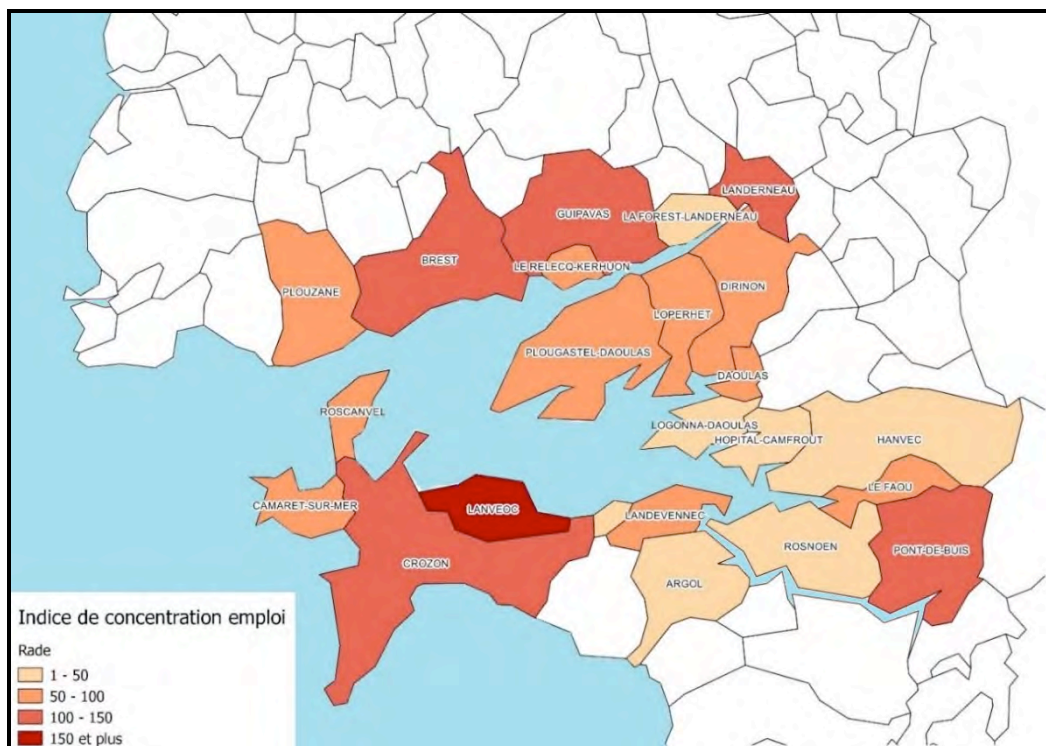 LANDERNEAU
GUIPAVAS
LA FOREST-LANDERNEAU
BREST
LE RELECQ-KERHUON
DIRINON
PLOUZANE
LOPERHET
PLOUGASTEL-DAOULAS
DAOULAS
ROSCANVEL
LOGONNA-DAOULAS
HOPITAL-CAMFROUT
HANVEC
LE FAOU
CAMARET-SUR-MER
LANVEOC
LANDEVENNEC
ROSNOEN
PONT-DE-BUIS
CROZON
ARGOL
Indice de concentration emploi
Rade
1 - 50
50 - 100
100 - 150
150 et plus